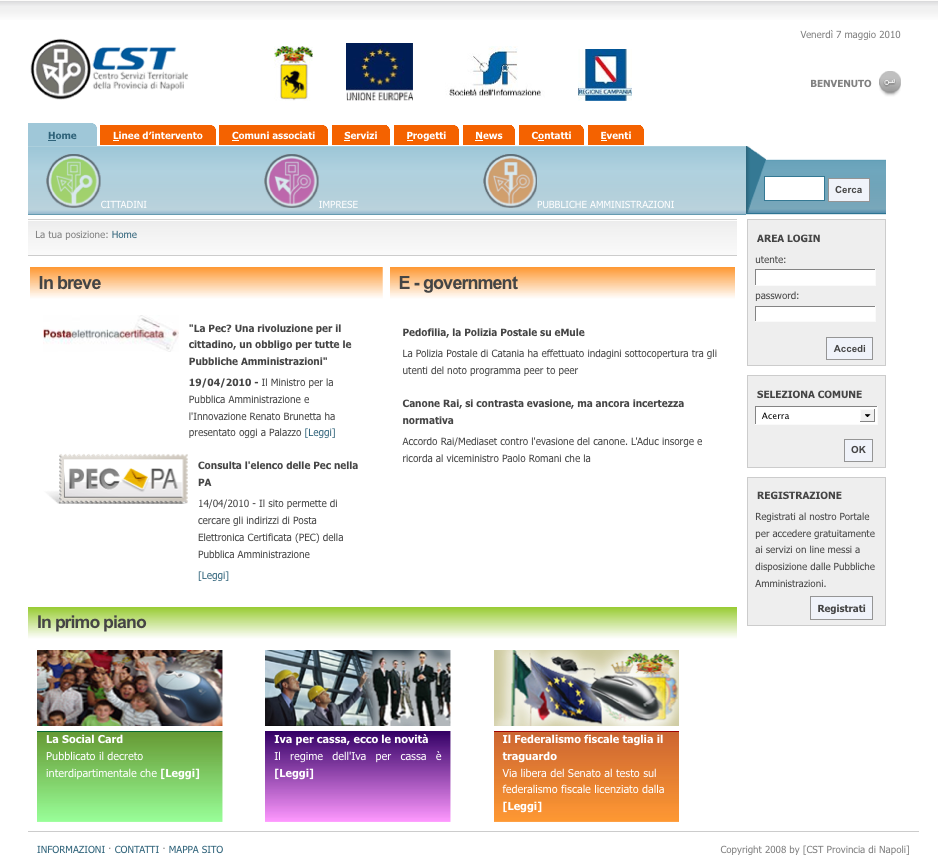 Venerdì 7 maggio 2010
CST
Centro Servizi Territoriale
della Provincia di Napoli
UNIONE EUROPEA
Società dell'Informazione
REGIONE CAMPANIA
BENVENUTO
Home
Linee d'intervento
Comuni associati
Servizi
Progetti
News
Contatti
Eventi
CITTADINI
IMPRESE
PUBBLICHE AMMINISTRAZIONI
Cerca
La tua posizione: Home
In breve
Postaelettronicacertificata
"La Pec? Una rivoluzione per il
cittadino, un obbligo per tutte le
Pubbliche Amministrazioni"
19/04/2010 - Il Ministro per la
Pubblica Amministrazione e
l'Innovazione Renato Brunetta ha
presentato oggi a Palazzo [Leggi]
PEC PA
Consulta l'elenco delle Pec nella
PA
14/04/2010 - Il sito permette di
cercare gli indirizzi di Posta
Elettronica Certificata (PEC) della
Pubblica Amministrazione
[Leggi]
E - government
Pedofilia, la Polizia Postale su eMule
La Polizia Postale di Catania ha effettuato indagini sottocopertura tra gli
utenti del noto programma peer to peer
Canone Rai, si contrasta evasione, ma ancora incertezza
normativa
Accordo Rai/Mediaset contro l'evasione del canone. L'Aduc insorge e
ricorda al viceministro Paolo Romani che la
AREA LOGIN
utente:
password:
Accedi
SELEZIONA COMUNE
Acerra
OK
REGISTRAZIONE
Registrati al nostro Portale
per accedere gratuitamente
ai servizi on line messi a
disposizione dalle Pubbliche
Amministrazioni.
Registrati
In primo piano
La Social Card
Pubblicato il decreto
interdipartimentale che [Leggi]
Iva per cassa, ecco le novità
Il regime dell'Iva per cassa è
[Leggi]
Il Federalismo fiscale taglia il
traguardo
Via libera del Senato al testo sul
federalismo fiscale licenziato dalla
[Leggi]
INFORMAZIONI · CONTATTI · MAPPA SITO
Copyright 2008 by [CST Provincia di Napoli]